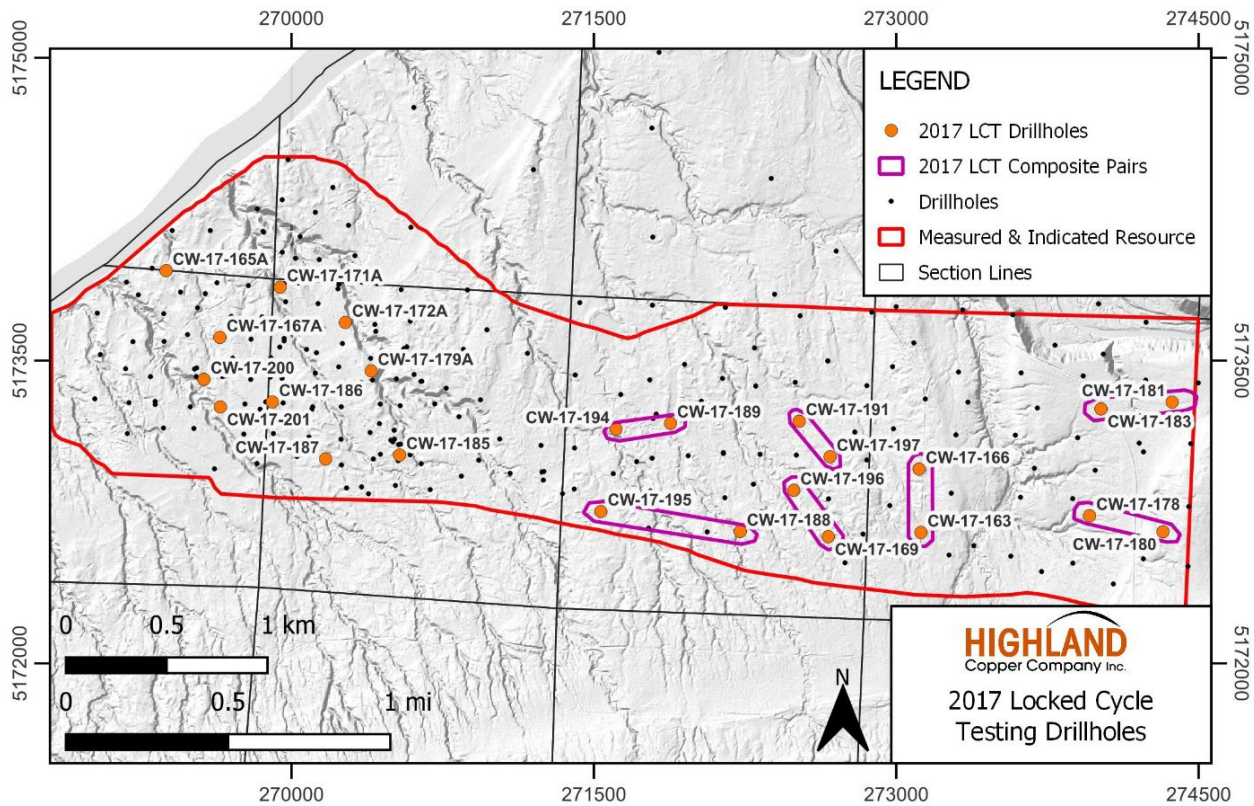 270000
271500
273000
274500
5175000
5175000
LEGEND
2017 LCT Drillholes
2017 LCT Composite Pairs
Drillholes
Measured & Indicated Resource
Section Lines
CW-17-165A
CW-17-171A
CW-17-172A
CW-17-167A
CW-17-179A
5173500
5173500
CW-17-200
CW-17-186
CW-17-181
CW-17-201
CW-17-194
CW-17-189
CW-17-191
CW-17-183
CW-17-187
CW-17-185
CW-17-197
CW-17-166
CW-17-196
CW-17-195
CW-17-178
CW-17-188
CW-17-163
CW-17-169
CW-17-180
0 0.5 1 km
0 0.5 1 mi
N
HIGHLAND
Copper Company Inc.
2017 Locked Cycle
Testing Drillholes
5172000
5172000
270000
271500
273000
274500